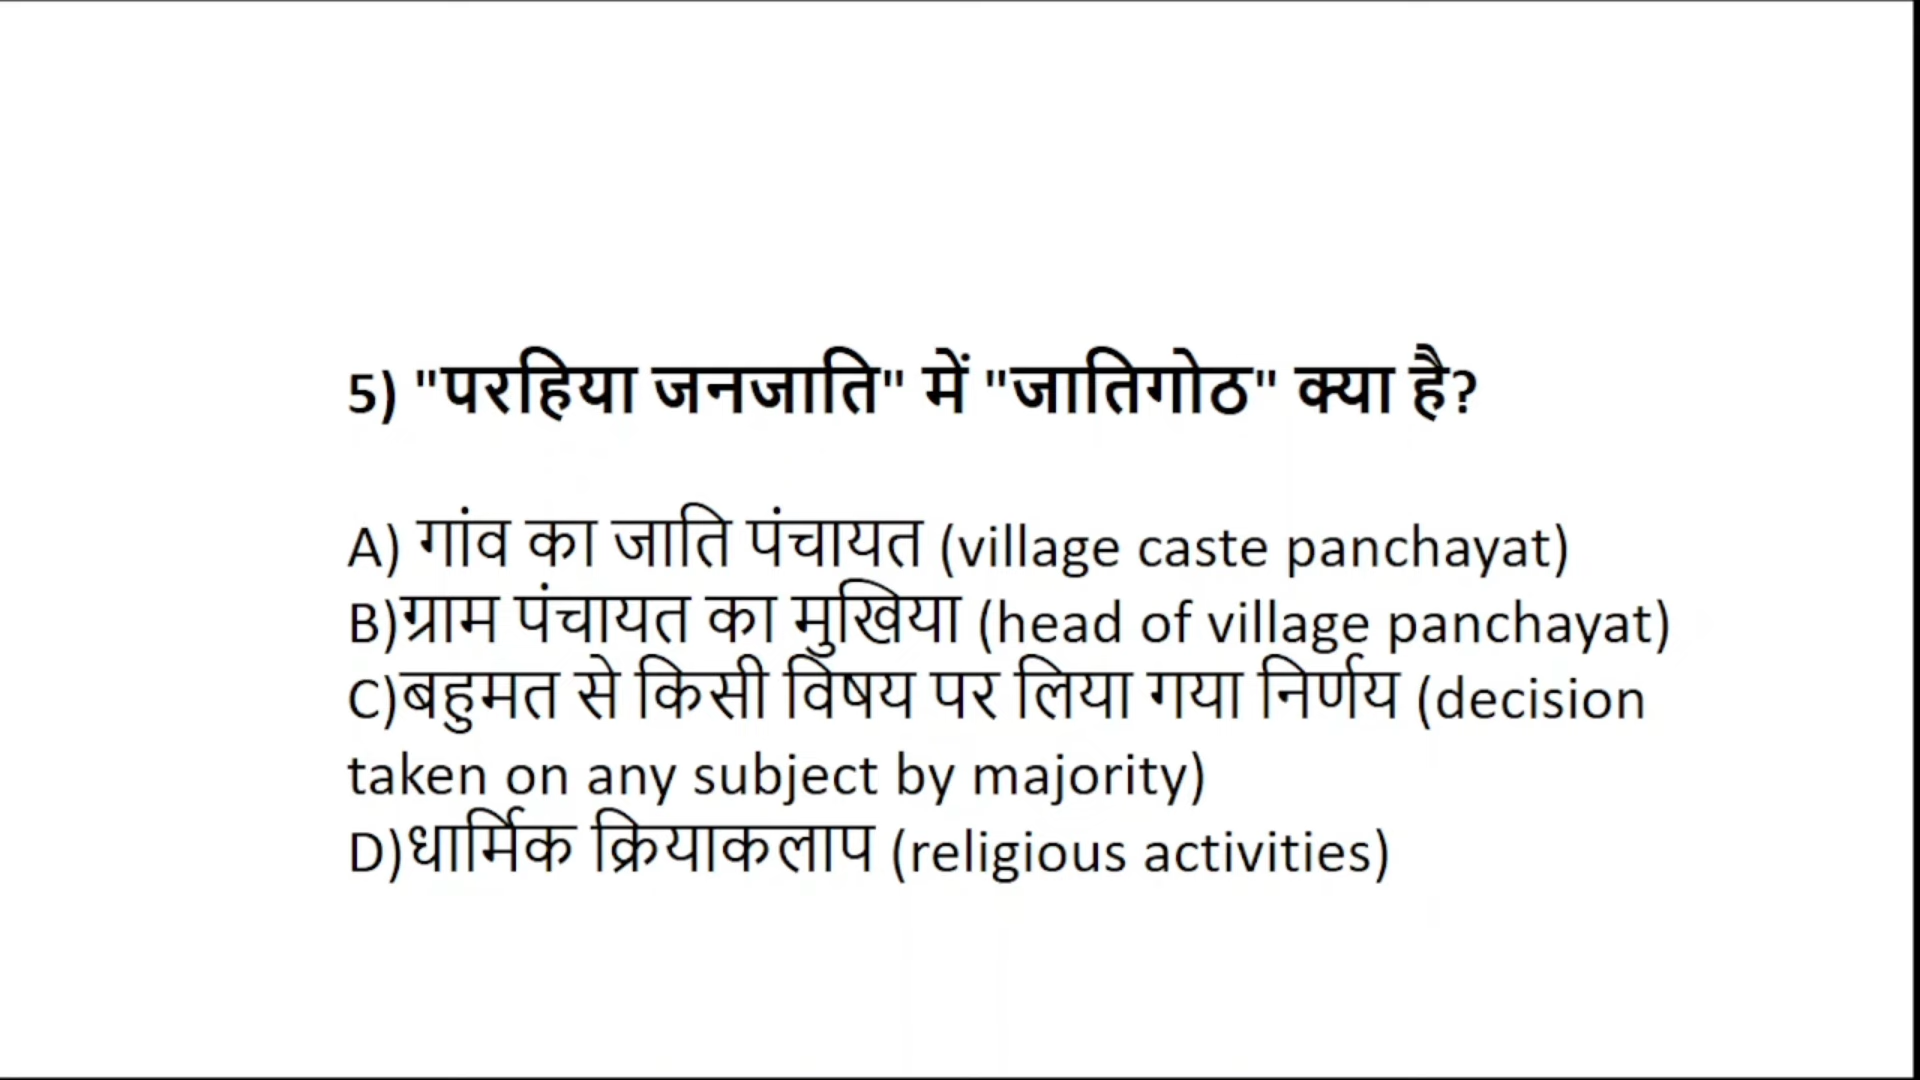 5) "परहिया जनजाति" में "जातिगोठ" क्या है?
A) गांव का जाति पंचायत (village caste panchayat)
B)ग्राम पंचायत का मुखिया (head of village panchayat)
C)बहुमत से किसी विषय पर लिया गया निर्णय (decision
taken on any subject by majority)
D)धार्मिक क्रियाकलाप (religious activities)